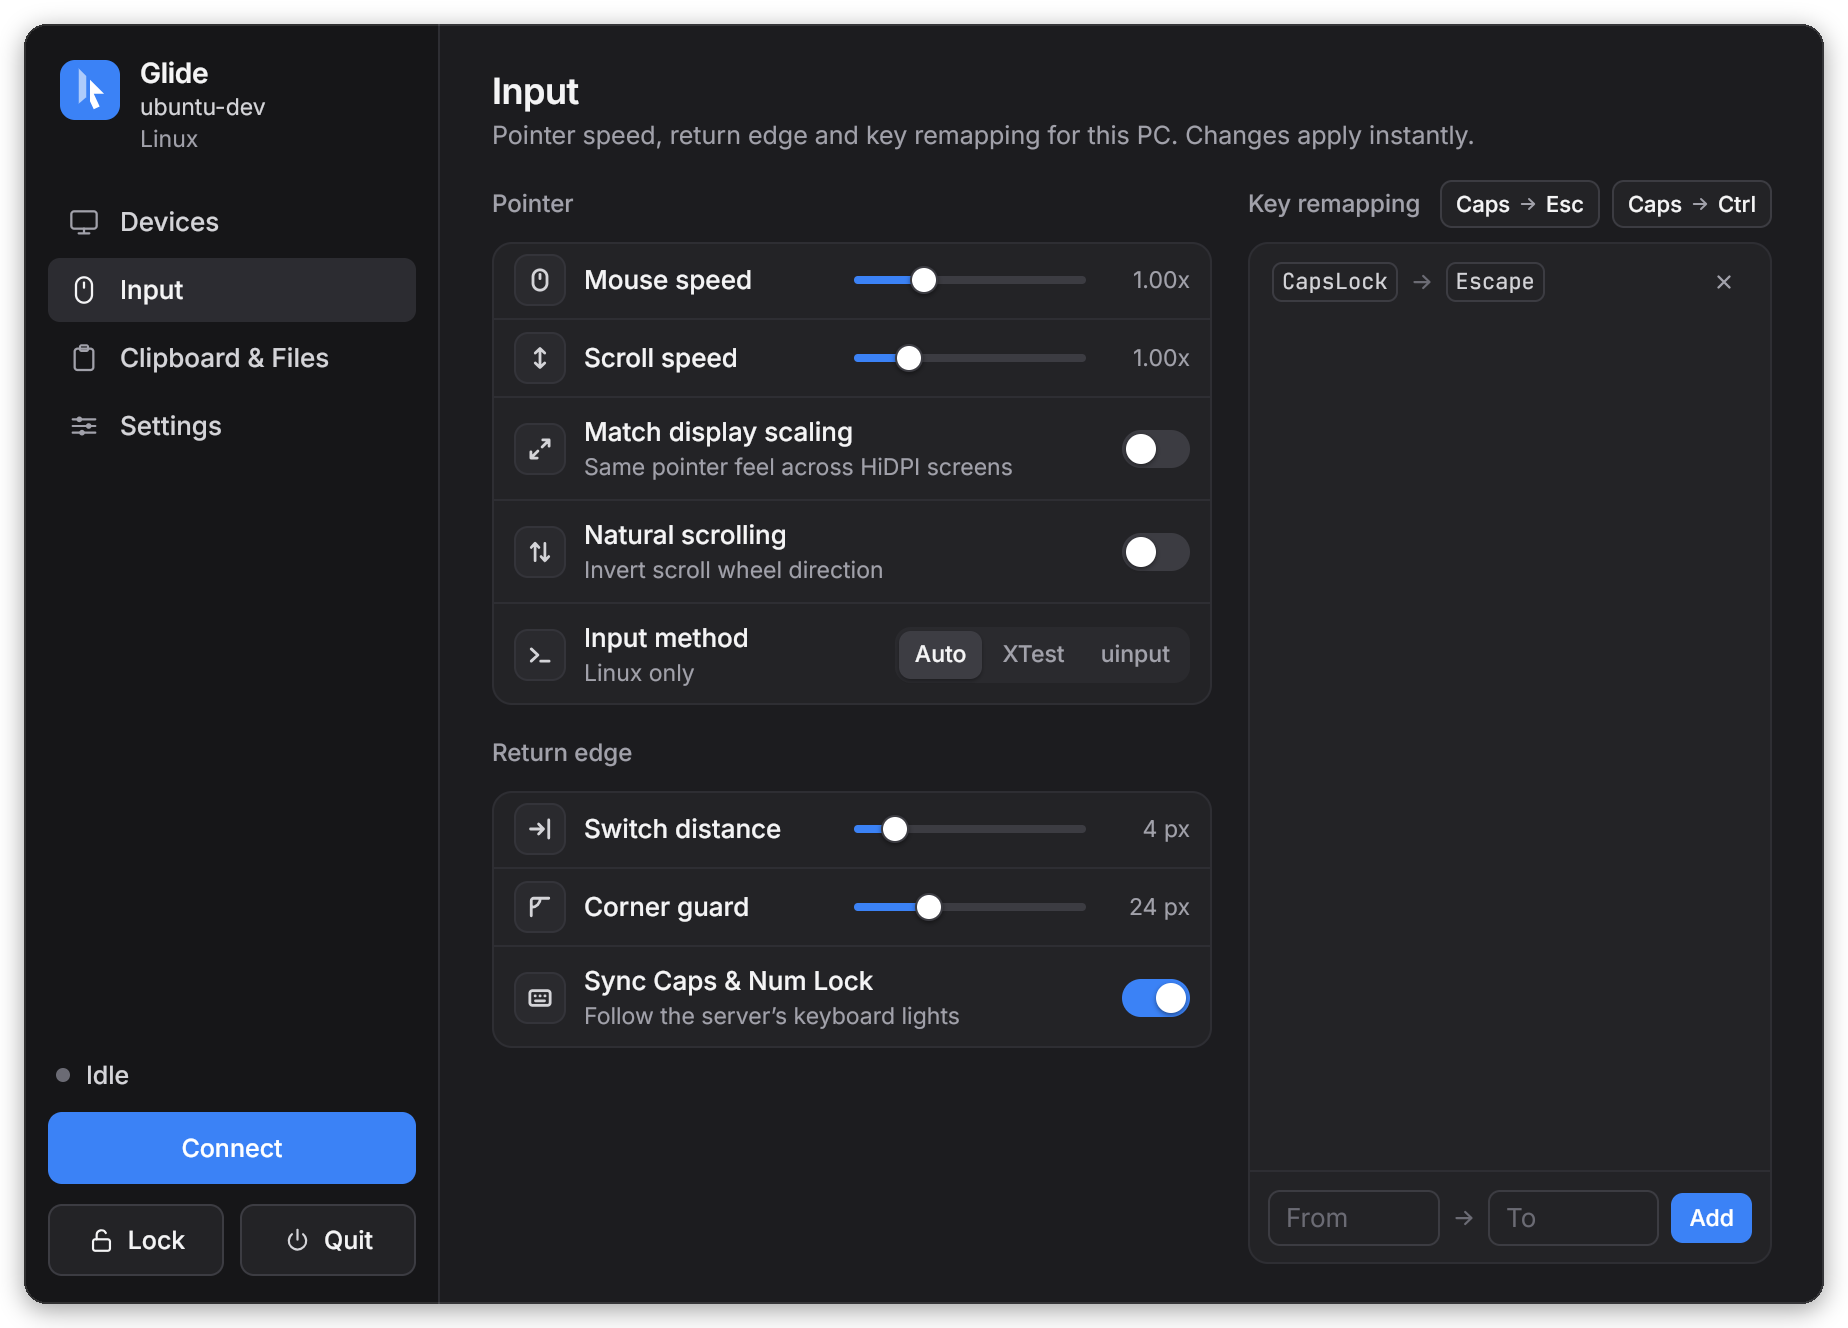 Glide
ubuntu-dev
Linux
Devices
Input
Clipboard & Files
Settings
Idle
Connect
Lock
Quit
Input
Pointer speed, return edge and key remapping for this PC. Changes apply instantly.
Pointer
Mouse speed 1.00x
Scroll speed 1.00x
Match display scaling
Same pointer feel across HiDPI screens
Natural scrolling
Invert scroll wheel direction
Input method
Linux only
Auto XTest uinput
Return edge
Switch distance 4 px
Corner guard 24 px
Sync Caps & Num Lock
Follow the server’s keyboard lights
Key remapping Caps → Esc Caps → Ctrl
CapsLock → Escape ×
From → To Add